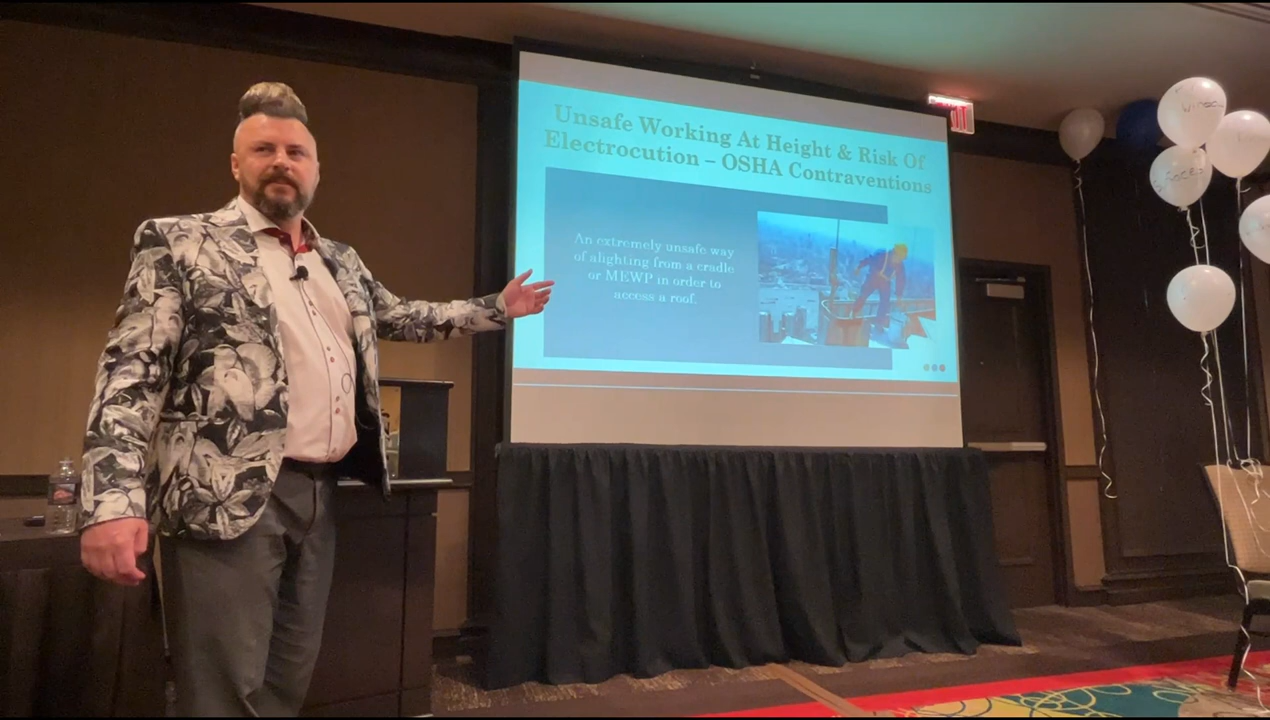 Unsafe Working At Height & Risk Of
Electrocution – OSHA Contraventions
An extremely unsafe way
of alighting from a cradle
or MEWP in order to
access a roof.